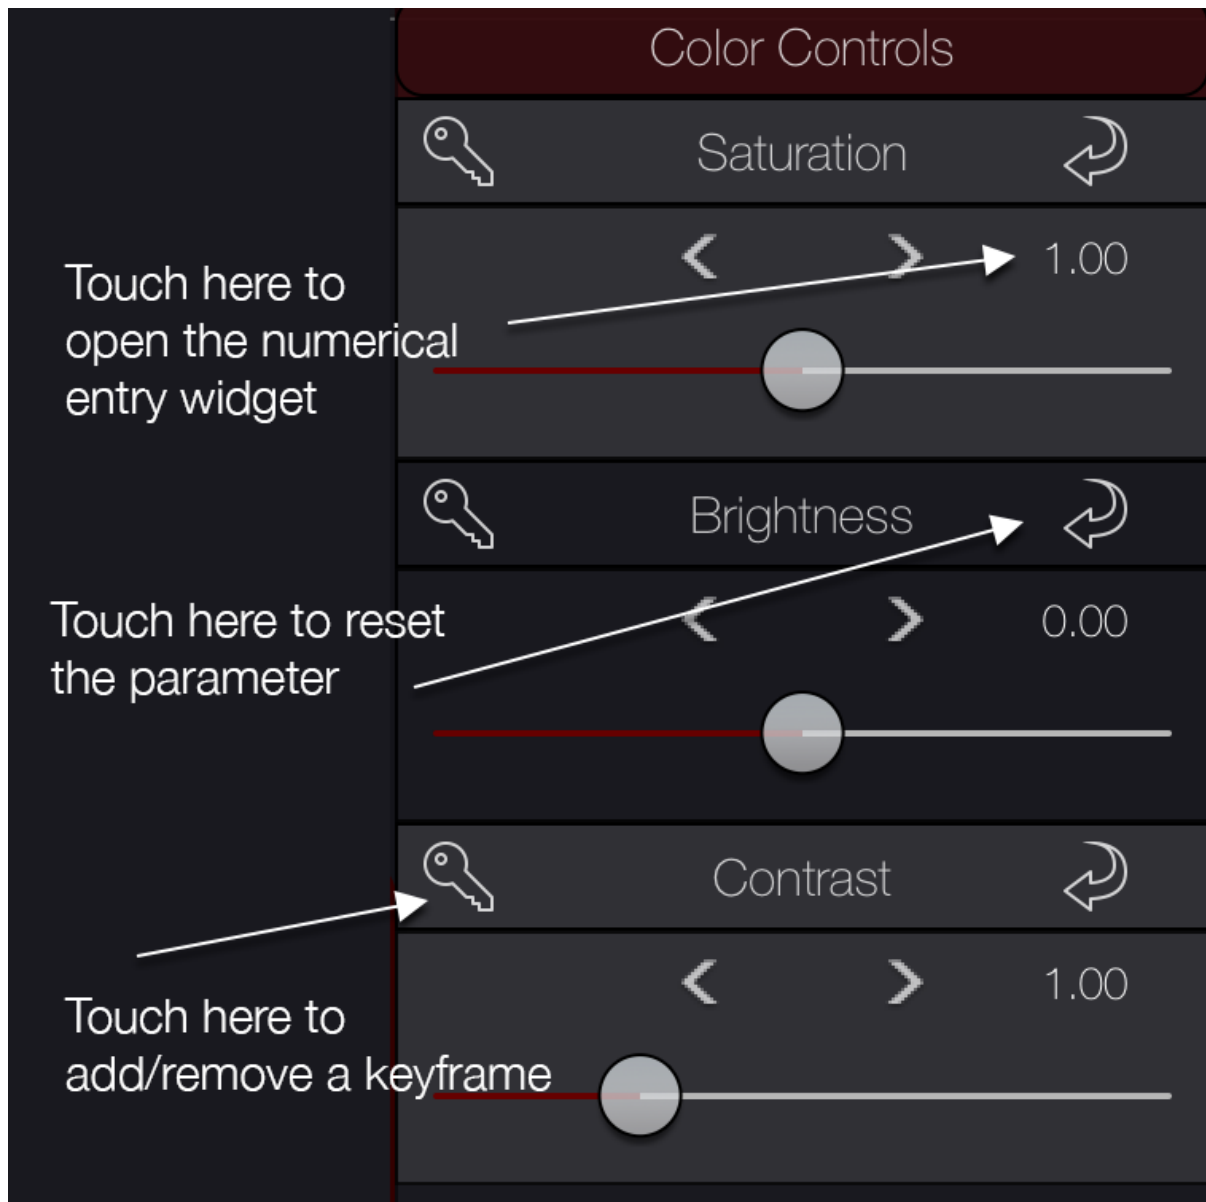 Color Controls
Saturation
1.00
Touch here to
open the numerical
entry widget
Brightness
Touch here to reset
the parameter
0.00
Contrast
1.00
Touch here to
add/remove a keyframe